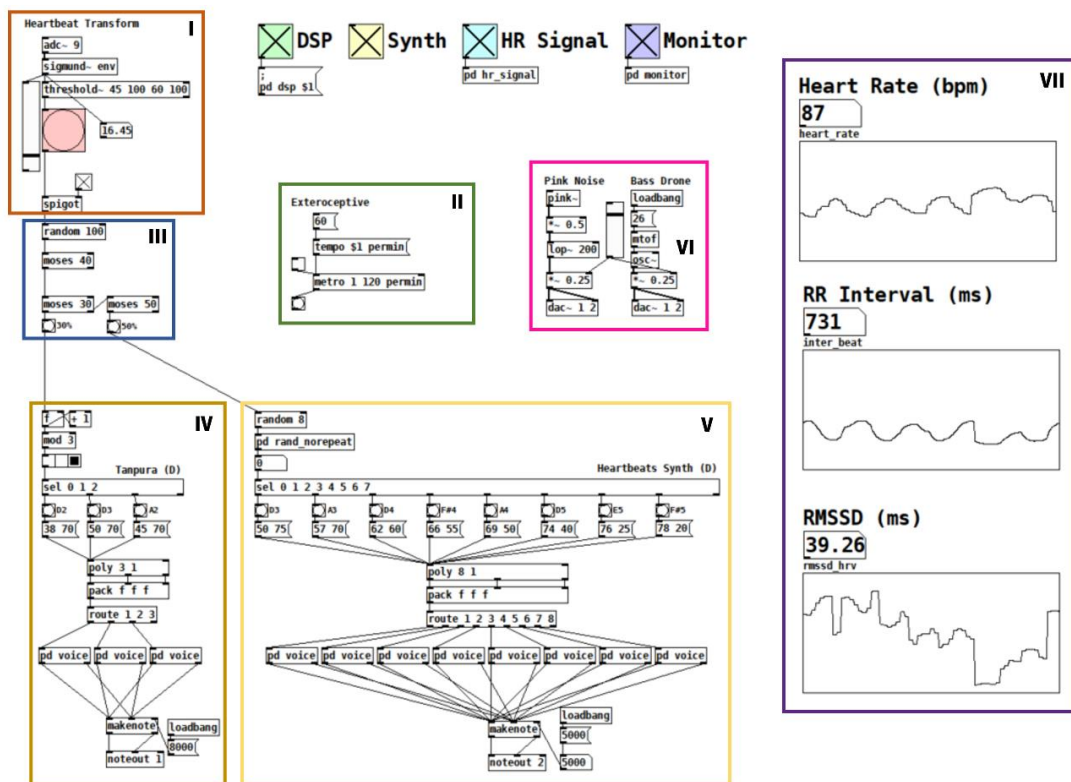 Heartbeat Transform
I
adc~ 9
sigmund~ env
threshold~ 45 100 60 100
16.45
spigot
DSP
Synth
HR Signal
Monitor
;
pd dsp $1
pd hr_signal
pd monitor
Exteroceptive
II
60
tempo $1 permin
metro 1 120 permin
random 100
III
moses 40
moses 30
moses 50
30%
50%
f
+ 1
IV
mod 3
Tanpura (D)
sel 0 1 2
D2
D3
A2
38 70
50 70
45 70
poly 3 1
pack f f f
route 1 2 3
pd voice
pd voice
pd voice
makenote
loadbang
8000
noteout 1
random 8
V
pd rand_norepeat
0
Heartbeats Synth (D)
sel 0 1 2 3 4 5 6 7
D3
A3
D4
F#4
A4
D5
E5
F#5
50 75
57 70
62 60
66 55
69 50
74 40
76 25
78 20
poly 8 1
pack f f f
route 1 2 3 4 5 6 7 8
pd voice
pd voice
pd voice
pd voice
pd voice
pd voice
pd voice
pd voice
makenote
loadbang
5000
noteout 2
5000
Pink Noise
Bass Drone
pink~
loadbang
*~ 0.5
26
mtof
lop~ 200
osc~
VI
*~ 0.25
*~ 0.25
dac~ 1 2
dac~ 1 2
Heart Rate (bpm)
VII
87
heart_rate
RR Interval (ms)
731
inter_beat
RMSSD (ms)
39.26
rmssd_hrv